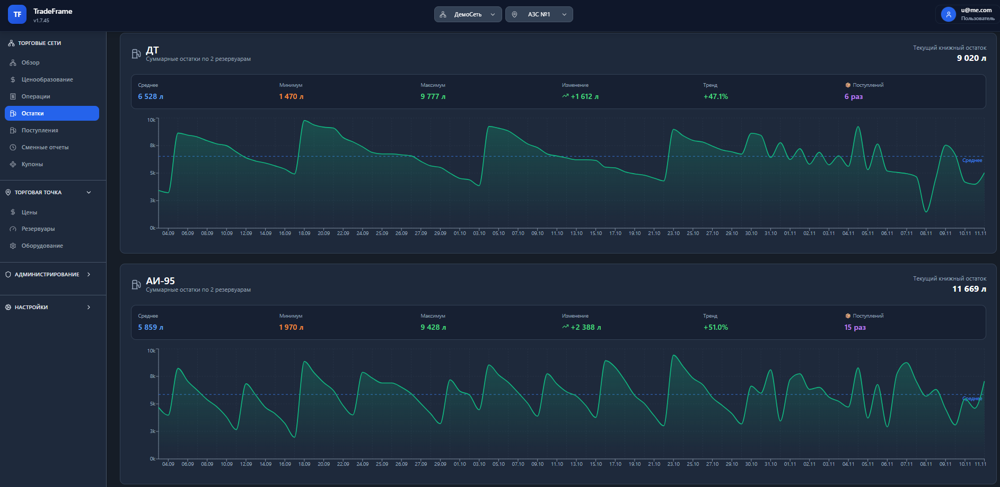 TF
TradeFrame
v1.7.45
ДемоСеть
АЗС №1
u@me.com
Пользователь
ТОРГОВЫЕ СЕТИ
Обзор
Ценообразование
Операции
Остатки
Поступления
Сменные отчеты
Купоны
ТОРГОВАЯ ТОЧКА
Цены
Резервуары
Оборудование
АДМИНИСТРИРОВАНИЕ
НАСТРОЙКИ
ДТ
Суммарные остатки по 2 резервуарам
Текущий книжный остаток
9 020 л
Среднее
6 528 л
Минимум
1 470 л
Максимум
9 777 л
Изменение
+1 612 л
Тренд
+47.1%
Поступлений
6 раз
10k
8k
5k
3k
0k
Среднее
04.09 06.09 08.09 10.09 12.09 14.09 16.09 18.09 20.09 22.09 24.09 25.09 26.09 27.09 29.09 01.10 03.10 05.10 07.10 09.10 11.10 13.10 15.10 17.10 19.10 21.10 23.10 25.10 27.10 29.10 30.10 31.10 01.11 02.11 03.11 04.11 05.11 06.11 07.11 08.11 09.11 10.11 11.11
АИ-95
Суммарные остатки по 2 резервуарам
Текущий книжный остаток
11 669 л
Среднее
5 859 л
Минимум
1 970 л
Максимум
9 428 л
Изменение
+2 388 л
Тренд
+51.0%
Поступлений
15 раз
10k
8k
5k
3k
0k
Среднее
04.09 06.09 08.09 10.09 12.09 14.09 16.09 18.09 20.09 22.09 24.09 25.09 26.09 27.09 29.09 01.10 03.10 05.10 07.10 09.10 11.10 13.10 15.10 17.10 19.10 21.10 23.10 25.10 27.10 29.10 30.10 31.10 01.11 02.11 03.11 04.11 05.11 06.11 07.11 08.11 09.11 10.11 11.11